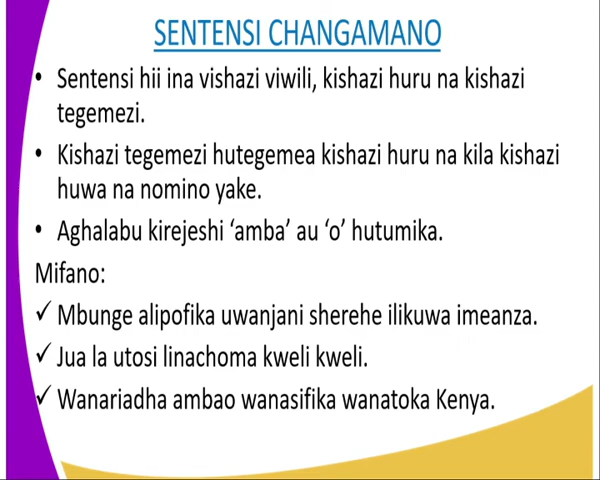 SENTENSI CHANGAMANO
• Sentensi hii ina vishazi viwili, kishazi huru na kishazi
tegemezi.
• Kishazi tegemezi hutegemea kishazi huru na kila kishazi
huwa na nomino yake.
• Aghalabu kirejeshi ‘amba’ au ‘o’ hutumika.
Mifano:
✓ Mbunge alipofika uwanjani sherehe ilikuwa imeanza.
✓ Jua la utosi linachoma kweli kweli.
✓ Wanariadha ambao wanasifika wanatoka Kenya.